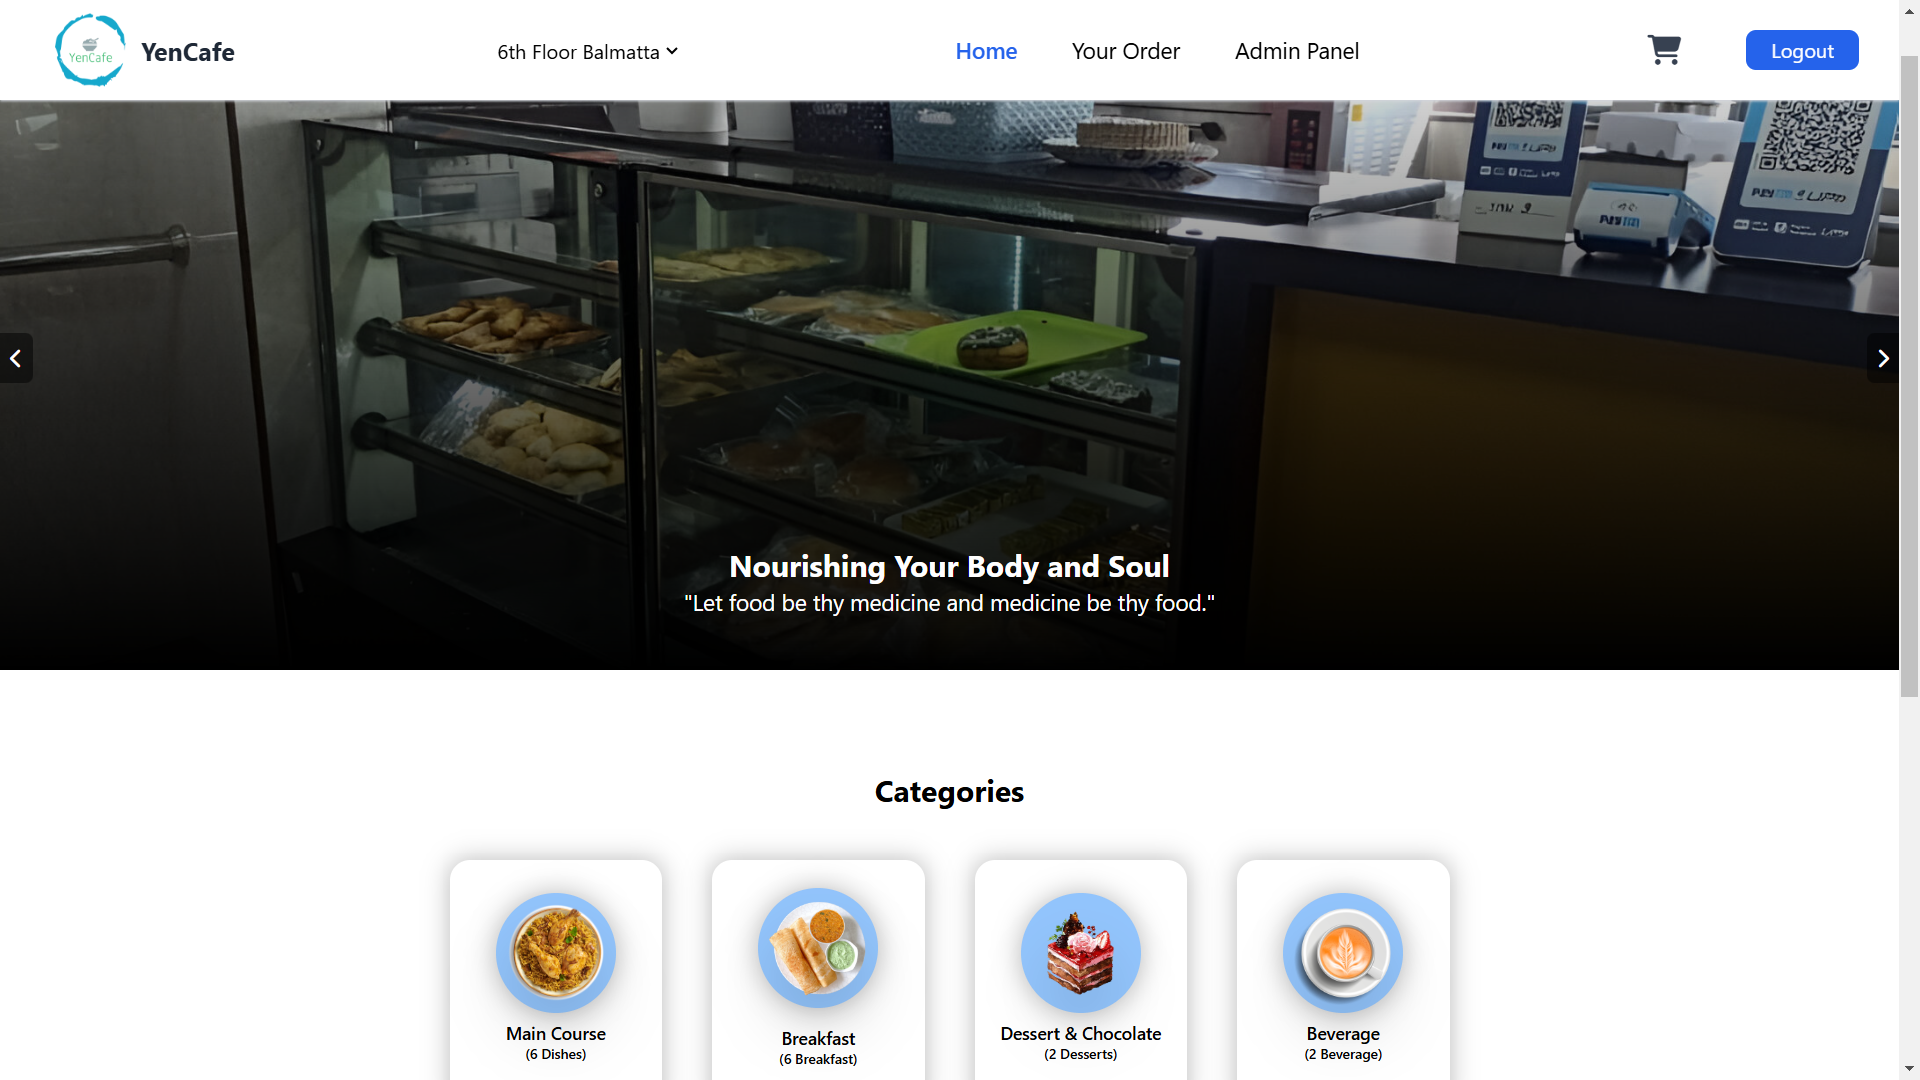 YenCafe
YenCafe
6th Floor Balmatta
Home
Your Order
Admin Panel
Logout
paytm
Nourishing Your Body and Soul
"Let food be thy medicine and medicine be thy food."
Categories
Main Course
(6 Dishes)
Breakfast
(6 Breakfast)
Dessert & Chocolate
(2 Desserts)
Beverage
(2 Beverage)